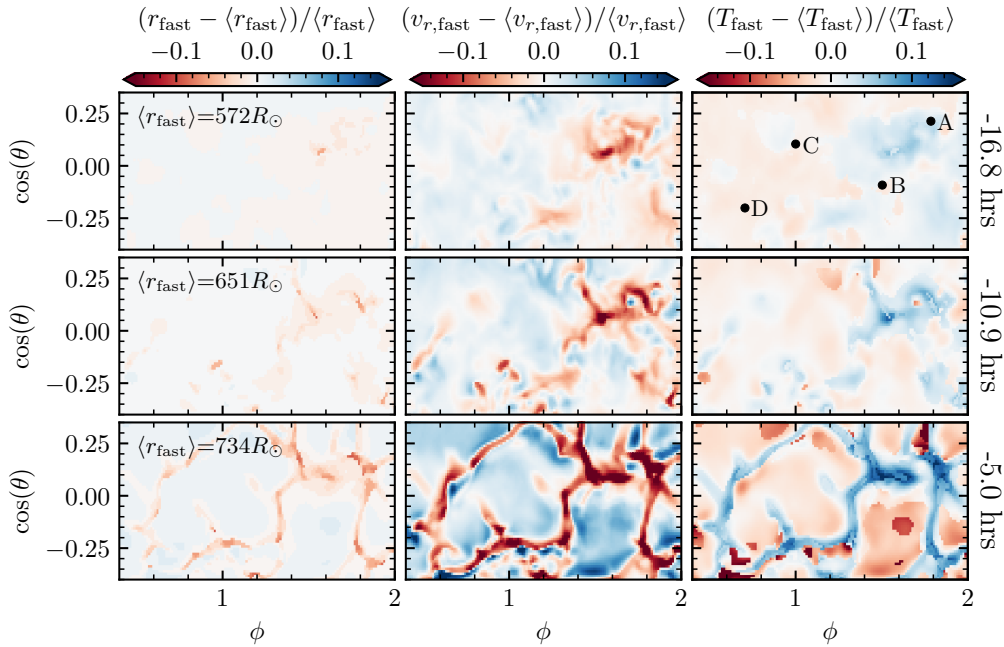 (r_fast − ⟨r_fast⟩)/⟨r_fast⟩ (v_r,fast − ⟨v_r,fast⟩)/⟨v_r,fast⟩ (T_fast − ⟨T_fast⟩)/⟨T_fast⟩
−0.1 0.0 0.1 −0.1 0.0 0.1 −0.1 0.0 0.1
0.25 0.00 −0.25
cos(θ)
⟨r_fast⟩=572R_⊙
A
C
B
D
-16.8 hrs
0.25 0.00 −0.25
cos(θ)
⟨r_fast⟩=651R_⊙
-10.9 hrs
0.25 0.00 −0.25
cos(θ)
⟨r_fast⟩=734R_⊙
-5.0 hrs
1 2 1 2 1 2
ϕ ϕ ϕ